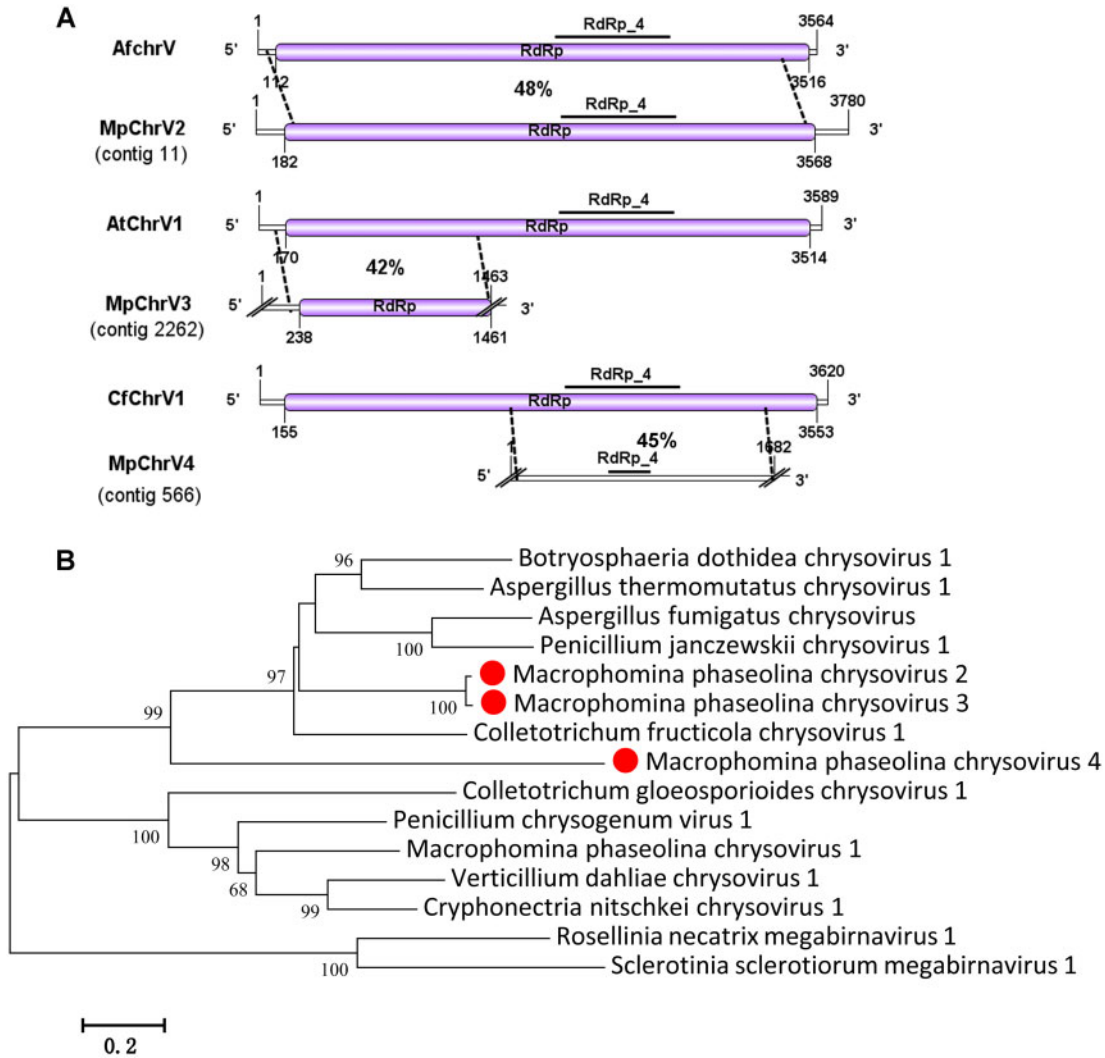 A
1 RdRp_4 3564
AfchrV 5' RdRp 3'
112 48% 3516
1 RdRp_4 3780
MpChrV2 5' RdRp 3'
(contig 11)
182 3568
1 RdRp_4 3589
AtChrV1 5' RdRp 3'
170 42% 3514
1 1463
MpChrV3 5' RdRp 3'
(contig 2262)
238 1461
1 RdRp_4 3620
CfChrV1 5' RdRp 3'
155 3553
1 45% 1682
MpChrV4 5' RdRp_4 3'
(contig 566)
B
96 Botryosphaeria dothidea chrysovirus 1
Aspergillus thermomutatus chrysovirus 1
Aspergillus fumigatus chrysovirus
100 Penicillium janczewskii chrysovirus 1
97 Macrophomina phaseolina chrysovirus 2
100 Macrophomina phaseolina chrysovirus 3
99 Colletotrichum fructicola chrysovirus 1
Macrophomina phaseolina chrysovirus 4
Colletotrichum gloeosporioides chrysovirus 1
100 Penicillium chrysogenum virus 1
98 Macrophomina phaseolina chrysovirus 1
68 Verticillium dahliae chrysovirus 1
99 Cryphonectria nitschkei chrysovirus 1
Rosellinia necatrix megabirnavirus 1
100 Sclerotinia sclerotiorum megabirnavirus 1
0.2